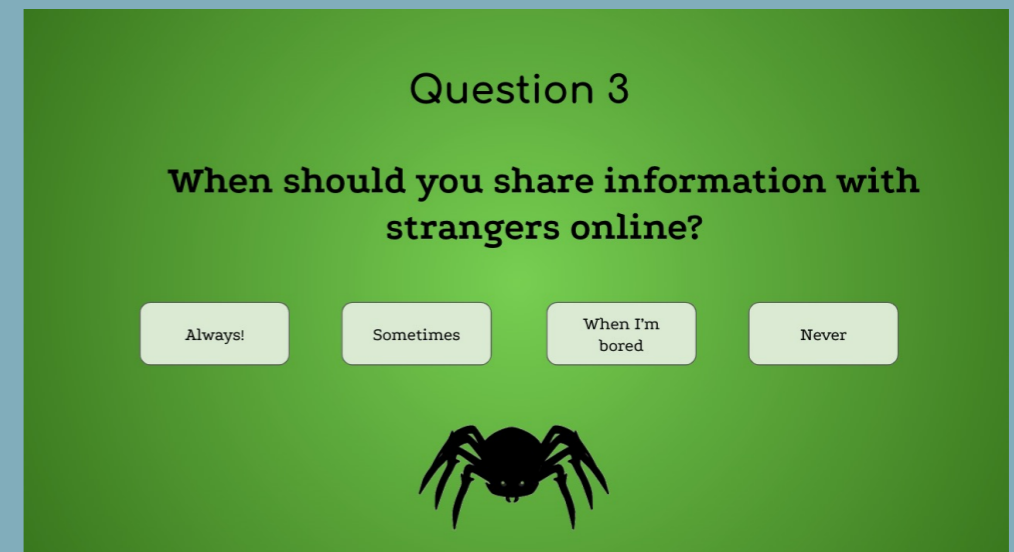 Question 3
When should you share information with
strangers online?
Always!
Sometimes
When I'm
bored
Never